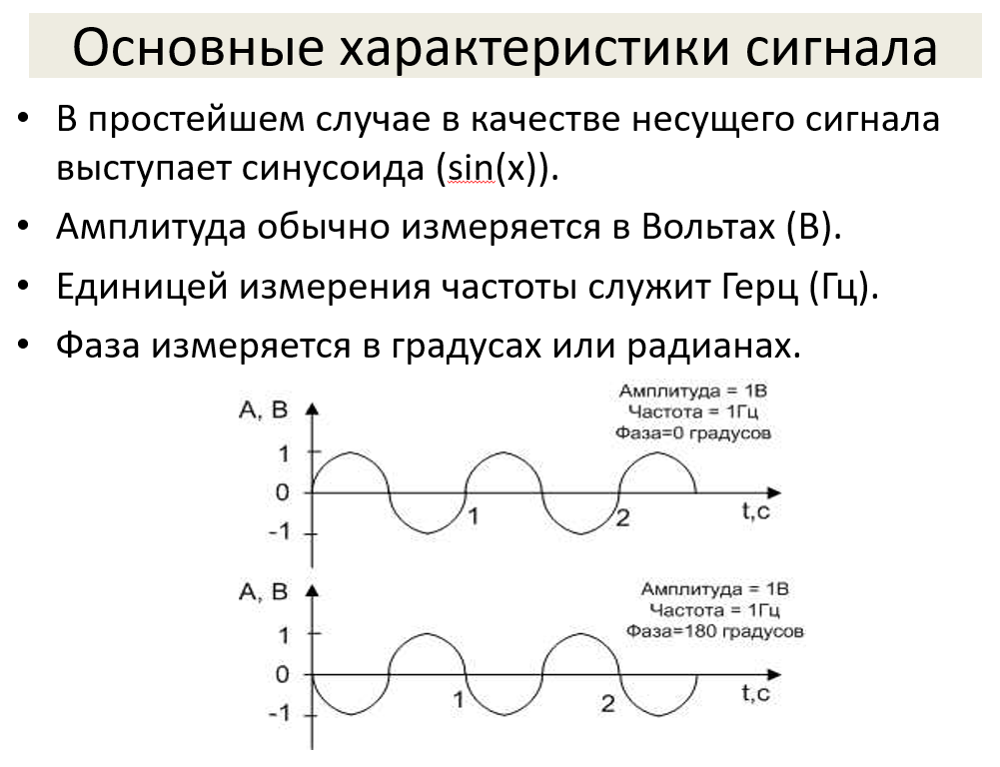 Основные характеристики сигнала
• В простейшем случае в качестве несущего сигнала
выступает синусоида (sin(x)).
• Амплитуда обычно измеряется в Вольтах (В).
• Единицей измерения частоты служит Герц (Гц).
• Фаза измеряется в градусах или радианах.
Амплитуда = 1В
Частота = 1Гц
Фаза=0 градусов
А, В
1
0
-1
1
2
t,c
Амплитуда = 1В
Частота = 1Гц
Фаза=180 градусов
А, В
1
0
-1
1
2
t,c